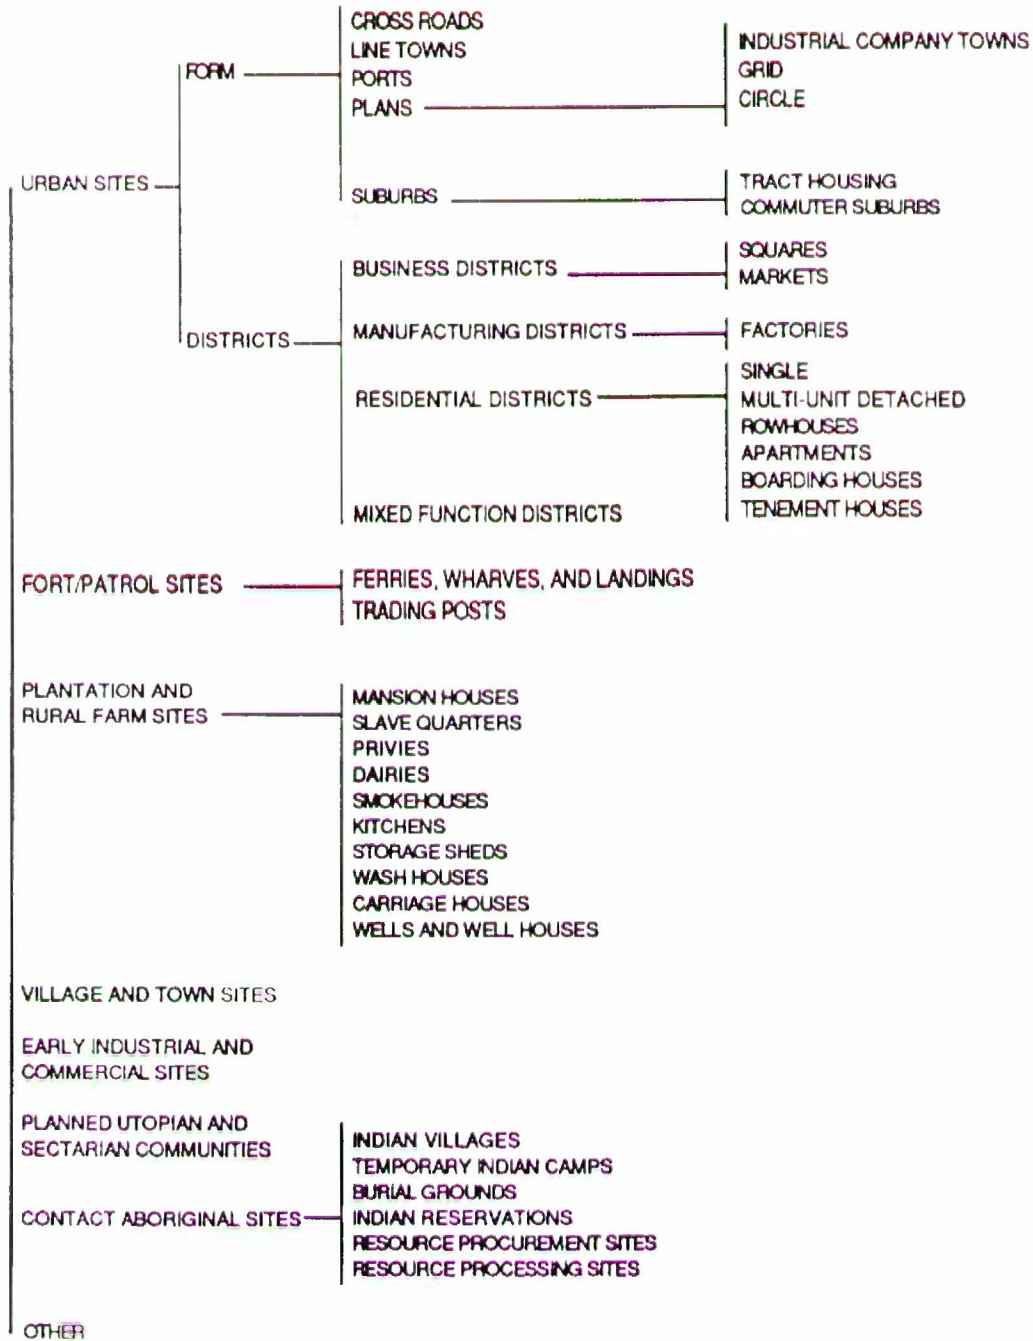 URBAN SITES
FORM
CROSS ROADS
LINE TOWNS
PORTS
PLANS
INDUSTRIAL COMPANY TOWNS
GRID
CIRCLE
SUBURBS
TRACT HOUSING
COMMUTER SUBURBS
DISTRICTS
BUSINESS DISTRICTS
SQUARES
MARKETS
MANUFACTURING DISTRICTS
FACTORIES
RESIDENTIAL DISTRICTS
SINGLE
MULTI-UNIT DETACHED
ROWHOUSES
APARTMENTS
BOARDING HOUSES
TENEMENT HOUSES
MIXED FUNCTION DISTRICTS
FORT/PATROL SITES
FERRIES, WHARVES, AND LANDINGS
TRADING POSTS
PLANTATION AND
RURAL FARM SITES
MANSION HOUSES
SLAVE QUARTERS
PRIVIES
DAIRIES
SMOKEHOUSES
KITCHENS
STORAGE SHEDS
WASH HOUSES
CARRIAGE HOUSES
WELLS AND WELL HOUSES
VILLAGE AND TOWN SITES
EARLY INDUSTRIAL AND
COMMERCIAL SITES
PLANNED UTOPIAN AND
SECTARIAN COMMUNITIES
CONTACT ABORIGINAL SITES
INDIAN VILLAGES
TEMPORARY INDIAN CAMPS
BURIAL GROUNDS
INDIAN RESERVATIONS
RESOURCE PROCUREMENT SITES
RESOURCE PROCESSING SITES
OTHER